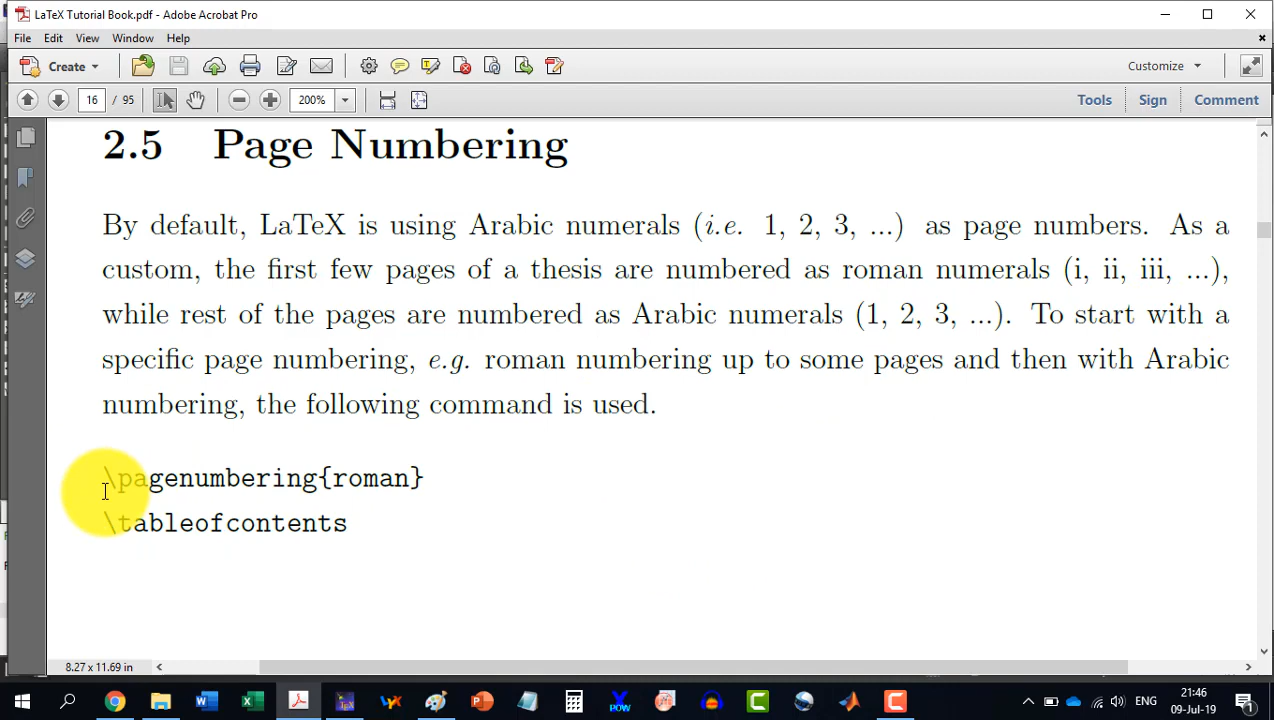 LaTeX Tutorial Book.pdf - Adobe Acrobat Pro
File Edit View Window Help
Create Customize
16 / 95 200% Tools Sign Comment
2.5 Page Numbering
By default, LaTeX is using Arabic numerals (i.e. 1, 2, 3, ...) as page numbers. As a
custom, the first few pages of a thesis are numbered as roman numerals (i, ii, iii, ...),
while rest of the pages are numbered as Arabic numerals (1, 2, 3, ...). To start with a
specific page numbering, e.g. roman numbering up to some pages and then with Arabic
numbering, the following command is used.
\pagenumbering{roman}
\tableofcontents
8.27 x 11.69 in
ENG 21:46
09-Jul-19